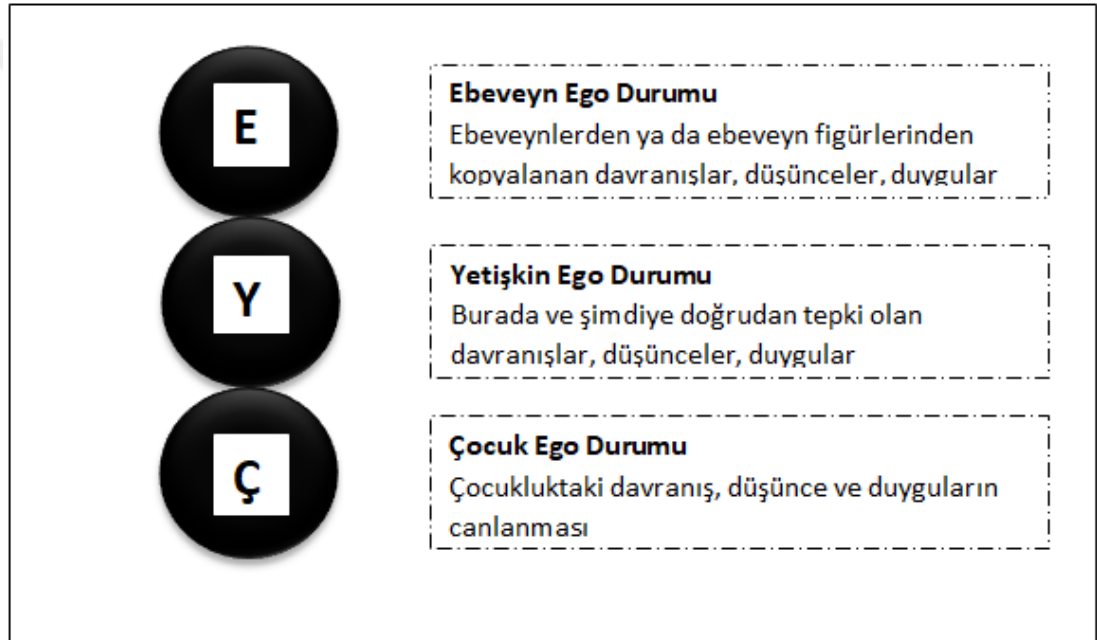 E
Ebeveyn Ego Durumu
Ebeveynlerden ya da ebeveyn figürlerinden
kopyalanan davranışlar, düşünceler, duygular
Y
Yetişkin Ego Durumu
Burada ve şimdiye doğrudan tepki olan
davranışlar, düşünceler, duygular
Ç
Çocuk Ego Durumu
Çocukluktaki davranış, düşünce ve duyguların
canlanması